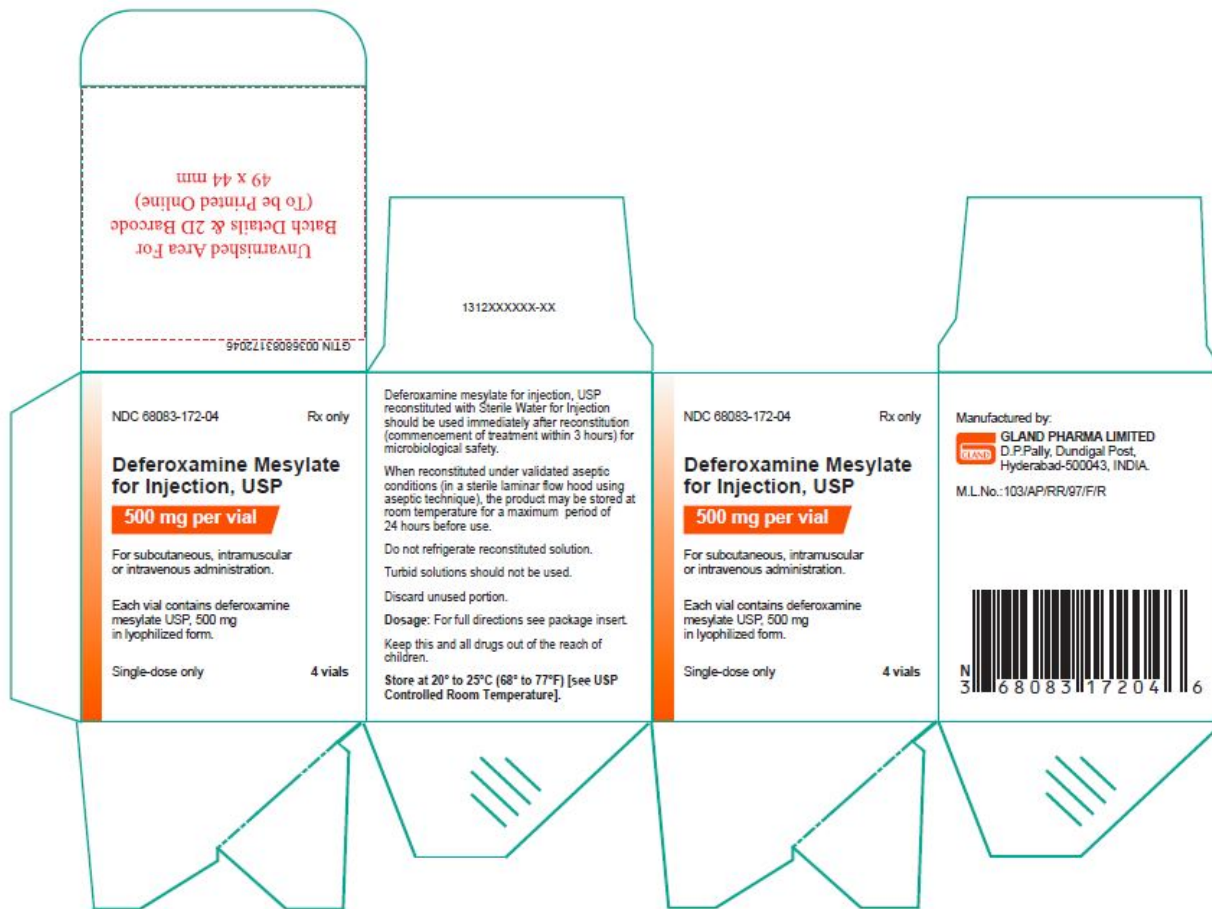 Unvarnished Area For
Batch Details & 2D Barcode
(To be Printed Online)
49 x 44 mm
GTIN 00368083172046
1312XXXXXX-XX
NDC 68083-172-04 Rx only
Deferoxamine Mesylate
for Injection, USP
500 mg per vial
For subcutaneous, intramuscular
or intravenous administration.
Each vial contains deferoxamine
mesylate USP, 500 mg
in lyophilized form.
Single-dose only 4 vials
Deferoxamine mesylate for injection, USP
reconstituted with Sterile Water for Injection
should be used immediately after reconstitution
(commencement of treatment within 3 hours) for
microbiological safety.
When reconstituted under validated aseptic
conditions (in a sterile laminar flow hood using
aseptic technique), the product may be stored at
room temperature for a maximum period of
24 hours before use.
Do not refrigerate reconstituted solution.
Turbid solutions should not be used.
Discard unused portion.
Dosage: For full directions see package insert.
Keep this and all drugs out of the reach of
children.
Store at 20° to 25°C (68° to 77°F) [see USP
Controlled Room Temperature].
NDC 68083-172-04 Rx only
Deferoxamine Mesylate
for Injection, USP
500 mg per vial
For subcutaneous, intramuscular
or intravenous administration.
Each vial contains deferoxamine
mesylate USP, 500 mg
in lyophilized form.
Single-dose only 4 vials
Manufactured by:
GLAND
GLAND PHARMA LIMITED
D.P.Pally, Dundigal Post,
Hyderabad-500043, INDIA.
M.L.No.:103/AP/RR/97/F/R
N
3 68083 17204 6